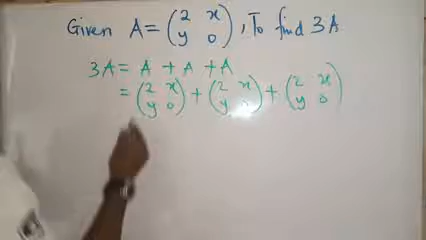 Given A = (2 x
y 0), To find 3A
3A = A + A + A
= (2 x
y 0) + (2 x
y 0) + (2 x
y 0)